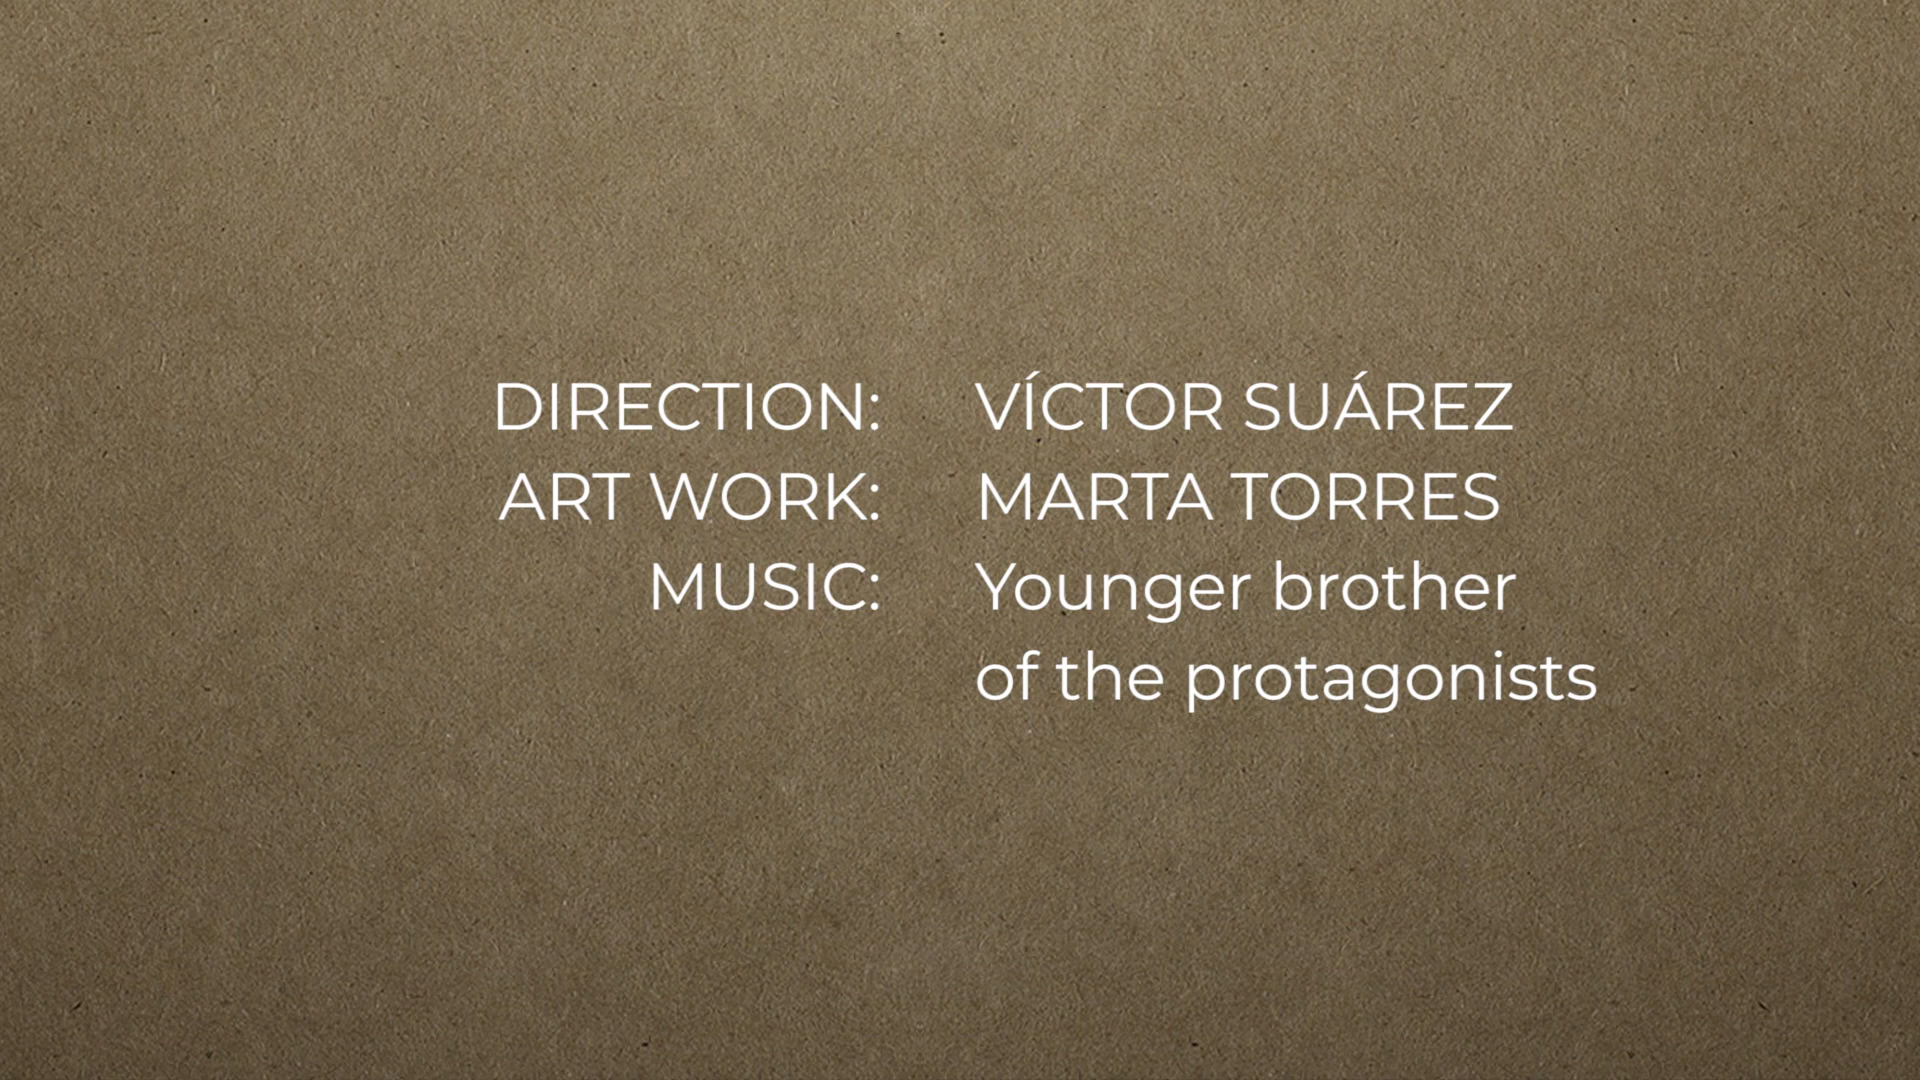 DIRECTION: VÍCTOR SUÁREZ
ART WORK: MARTA TORRES
MUSIC: Younger brother
of the protagonists